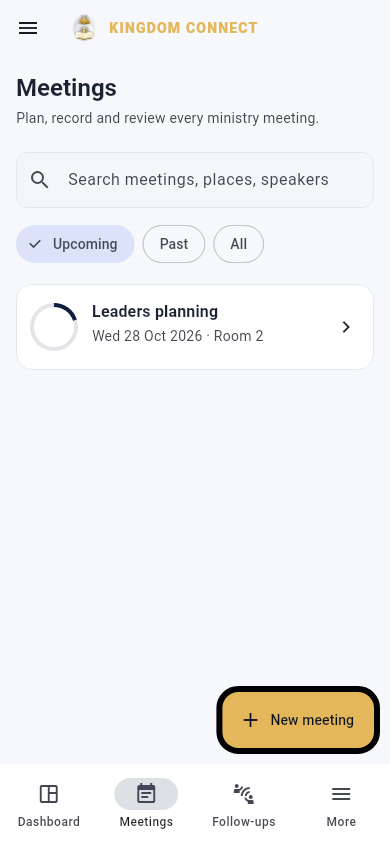 KINGDOM CONNECT
Meetings
Plan, record and review every ministry meeting.
Search meetings, places, speakers
Upcoming
Past
All
Leaders planning
Wed 28 Oct 2026 · Room 2
New meeting
Dashboard
Meetings
Follow-ups
More